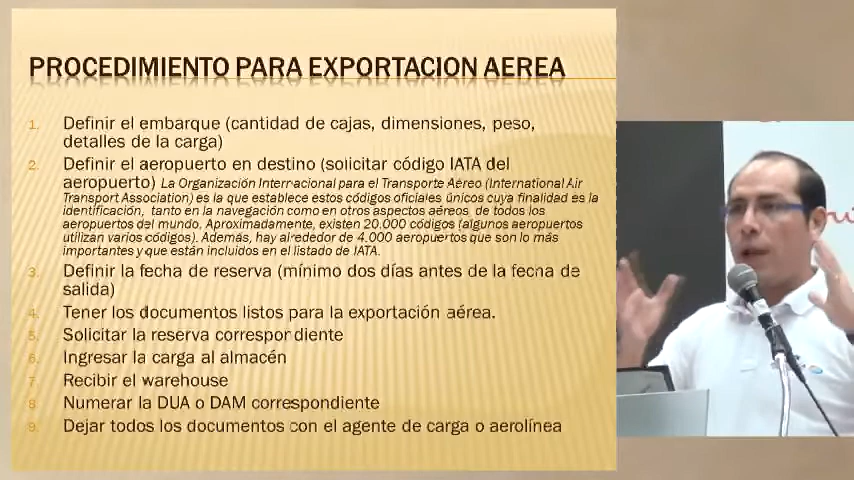 PROCEDIMIENTO PARA EXPORTACION AEREA
1. Definir el embarque (cantidad de cajas, dimensiones, peso,
detalles de la carga)
2. Definir el aeropuerto en destino (solicitar código IATA del
aeropuerto) La Organización Internacional para el Transporte Aéreo (International Air
Transport Association) es la que establece estos códigos oficiales únicos cuya finalidad es la
identificación, tanto en la navegación como en otros aspectos aéreos, de todos los
aeropuertos del mundo. Aproximadamente, existen 20.000 códigos (algunos aeropuertos
utilizan varios códigos). Además, hay alrededor de 4.000 aeropuertos que son lo más
importantes y que están incluidos en el listado de IATA.
3. Definir la fecha de reserva (mínimo dos días antes de la fecha de
salida)
4. Tener los documentos listos para la exportación aérea.
5. Solicitar la reserva correspondiente
6. Ingresar la carga al almacén
7. Recibir el warehouse
8. Numerar la DUA o DAM correspondiente
9. Dejar todos los documentos con el agente de carga o aerolínea